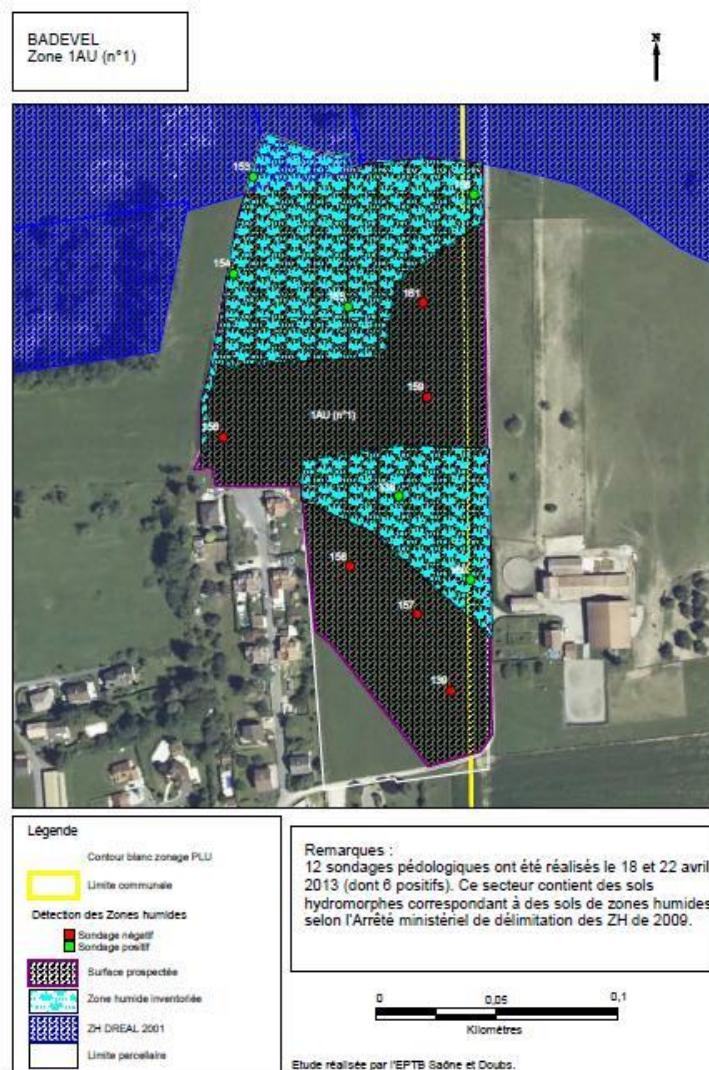 BADEVEL
Zone 1AU (n°1)
N
153
154
161
159
1AU (n°1)
158
157
Légende
Contour blanc zonage PLU
Limite communale
Détection des Zones humides
Sondage négatif
Sondage positif
Surface prospectée
Zone humide inventoriée
ZH DREAL 2001
Limite parcellaire
Remarques :
12 sondages pédologiques ont été réalisés le 18 et 22 avril
2013 (dont 6 positifs). Ce secteur contient des sols
hydromorphes correspondant à des sols de zones humides
selon l'Arrêté ministériel de délimitation des ZH de 2009.
0 0,05 0,1
Kilomètres
Etude réalisée par l'EPTB Saône et Doubs.